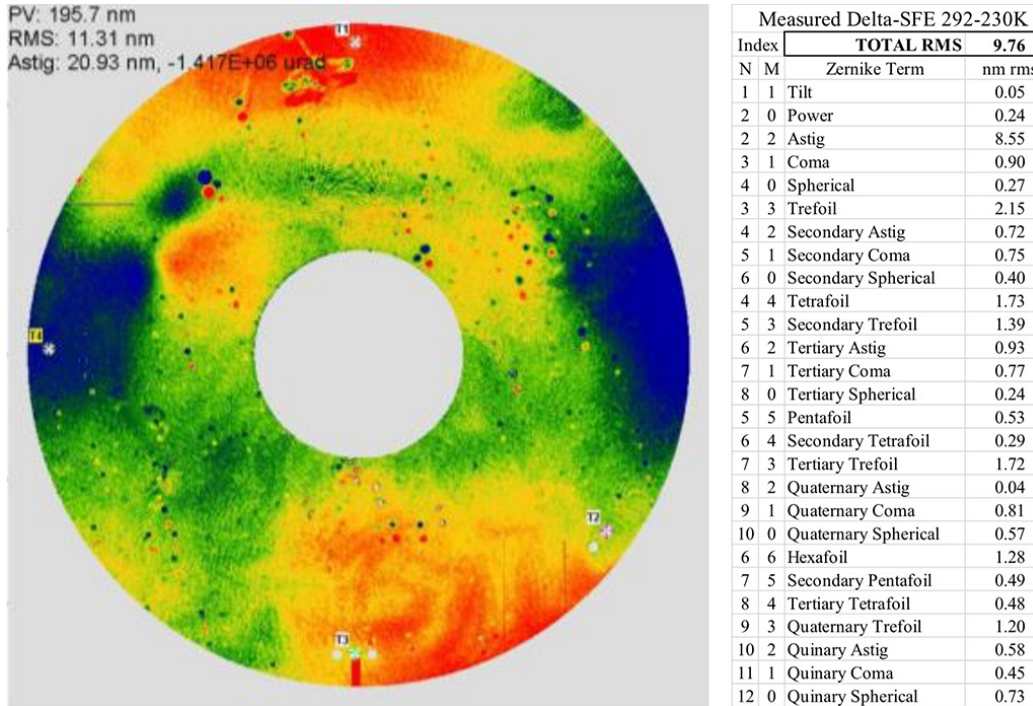 PV: 195.7 nm
RMS: 11.31 nm
Astig: 20.93 nm, -1.417E+06 urad
T1
T4
T2
T3
Measured Delta-SFE 292-230K
Index TOTAL RMS 9.76
N M Zernike Term nm rms
1 1 Tilt 0.05
2 0 Power 0.24
2 2 Astig 8.55
3 1 Coma 0.90
4 0 Spherical 0.27
3 3 Trefoil 2.15
4 2 Secondary Astig 0.72
5 1 Secondary Coma 0.75
6 0 Secondary Spherical 0.40
4 4 Tetrafoil 1.73
5 3 Secondary Trefoil 1.39
6 2 Tertiary Astig 0.93
7 1 Tertiary Coma 0.77
8 0 Tertiary Spherical 0.24
5 5 Pentafoil 0.53
6 4 Secondary Tetrafoil 0.29
7 3 Tertiary Trefoil 1.72
8 2 Quaternary Astig 0.04
9 1 Quaternary Coma 0.81
10 0 Quaternary Spherical 0.57
6 6 Hexafoil 1.28
7 5 Secondary Pentafoil 0.49
8 4 Tertiary Tetrafoil 0.48
9 3 Quaternary Trefoil 1.20
10 2 Quinary Astig 0.58
11 1 Quinary Coma 0.45
12 0 Quinary Spherical 0.73